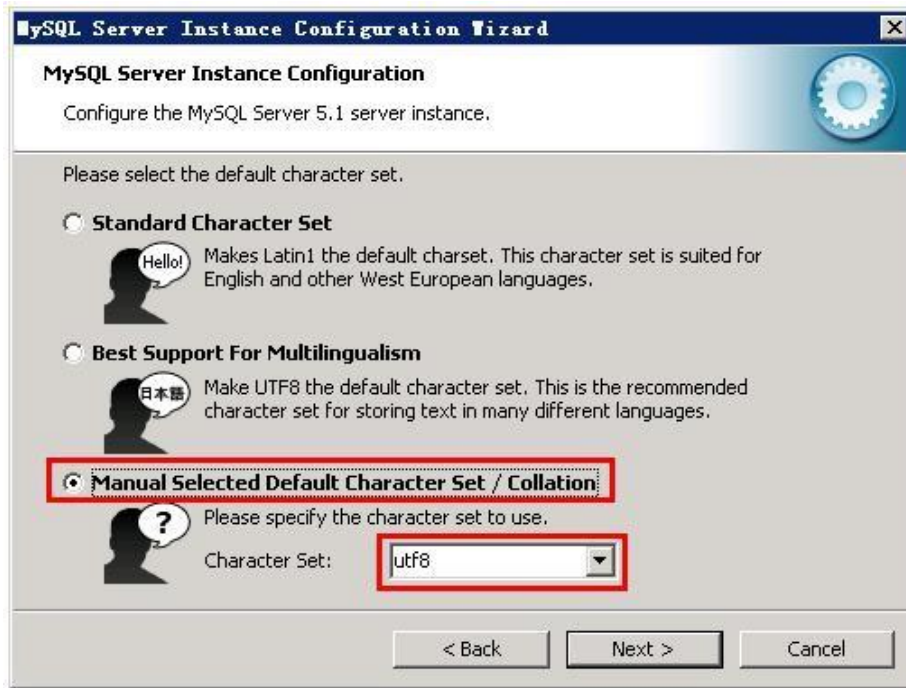 MySQL Server Instance Configuration Wizard
MySQL Server Instance Configuration
Configure the MySQL Server 5.1 server instance.
Please select the default character set.
Standard Character Set
Hello!
Makes Latin1 the default charset. This character set is suited for
English and other West European languages.
Best Support For Multilingualism
日本語
Make UTF8 the default character set. This is the recommended
character set for storing text in many different languages.
Manual Selected Default Character Set / Collation
?
Please specify the character set to use.
Character Set: utf8
< Back Next > Cancel